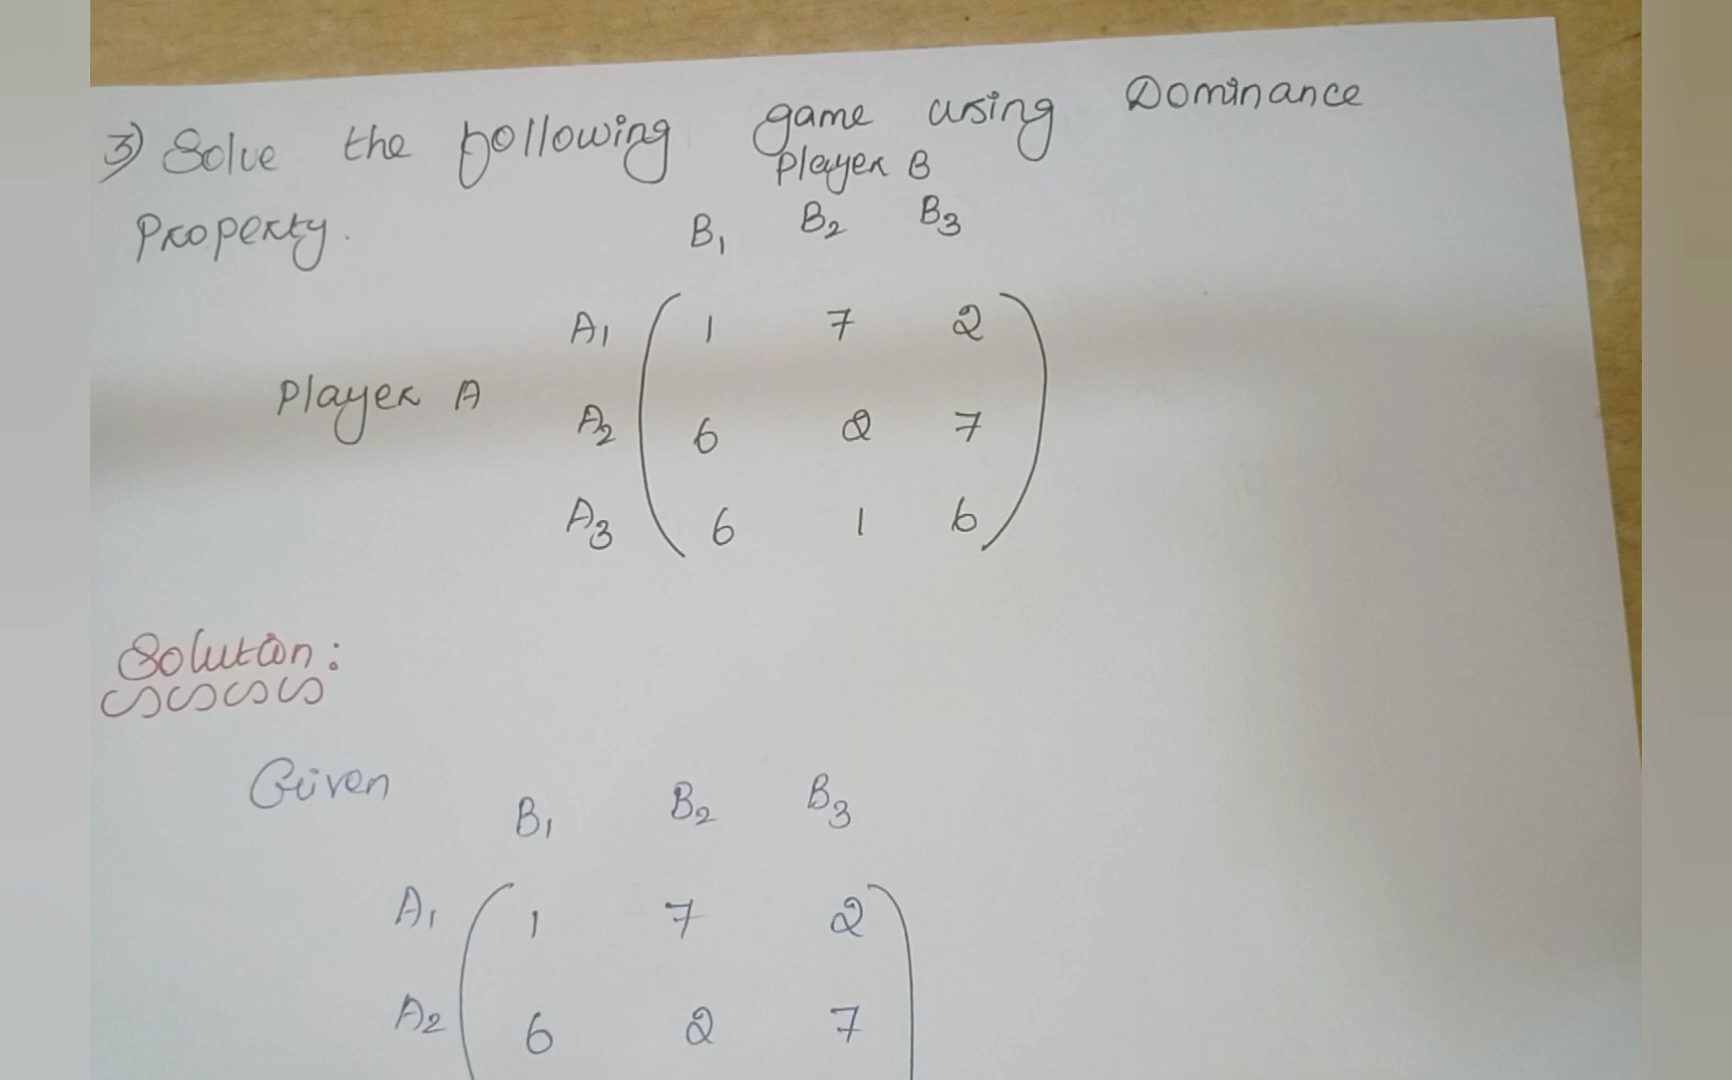 3) Solve the following game using Dominance
Property.
Player B
B1 B2 B3
A1 1 7 2
Player A
A2 6 2 7
A3 6 1 6
Solution:
Given
B1 B2 B3
A1 1 7 2
A2 6 2 7